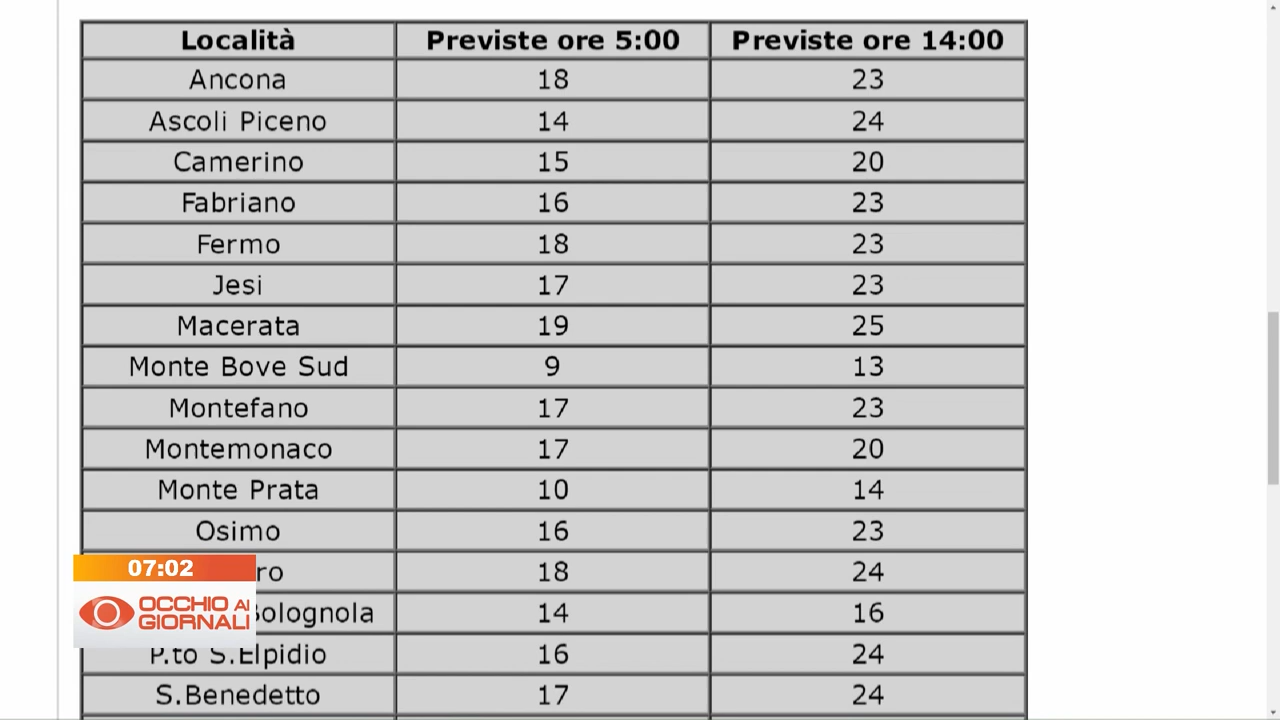 Località Previste ore 5:00 Previste ore 14:00
Ancona 18 23
Ascoli Piceno 14 24
Camerino 15 20
Fabriano 16 23
Fermo 18 23
Jesi 17 23
Macerata 19 25
Monte Bove Sud 9 13
Montefano 17 23
Montemonaco 17 20
Monte Prata 10 14
Osimo 16 23
ro 18 24
Bolognola 14 16
P.to S.Elpidio 16 24
S.Benedetto 17 24
07:02
OCCHIO AI
GIORNALI